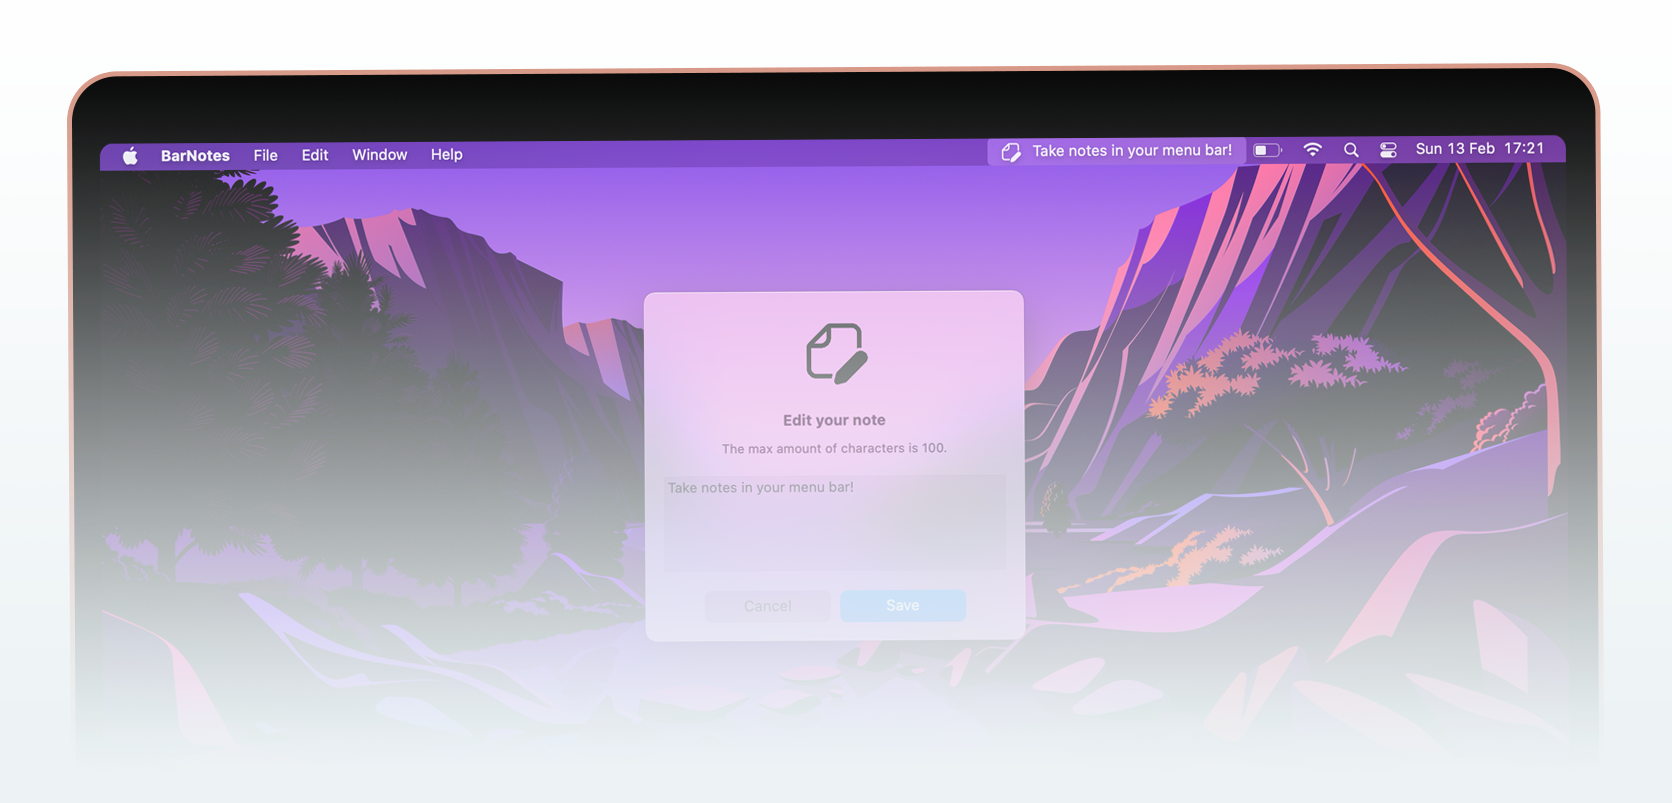 BarNotes File Edit Window Help Take notes in your menu bar! Sun 13 Feb 17:21
Edit your note
The max amount of characters is 100.
Take notes in your menu bar!
Cancel Save